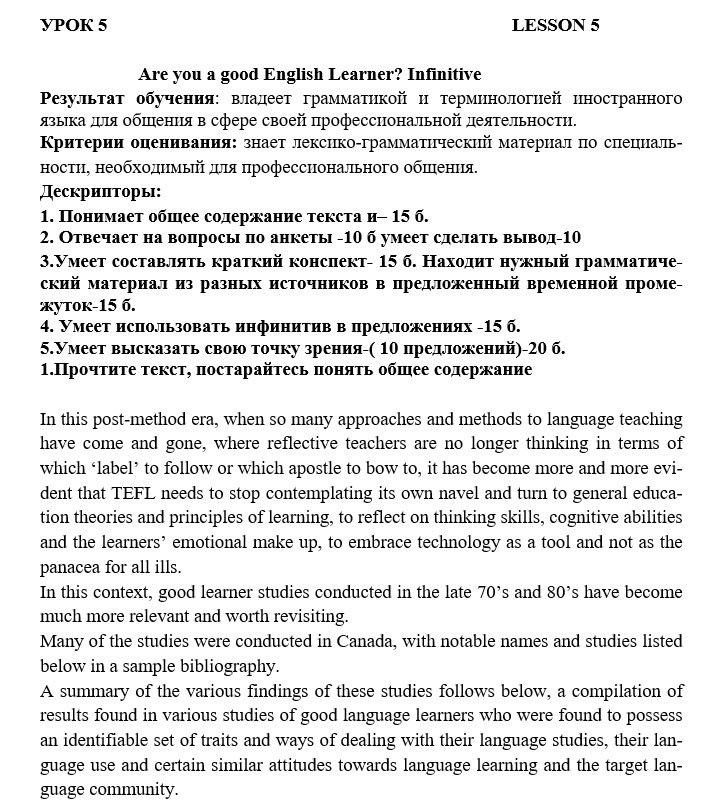 УРОК 5 LESSON 5
Are you a good English Learner? Infinitive
Результат обучения: владеет грамматикой и терминологией иностранного
языка для общения в сфере своей профессиональной деятельности.
Критерии оценивания: знает лексико-грамматический материал по специаль-
ности, необходимый для профессионального общения.
Дескрипторы:
1. Понимает общее содержание текста и– 15 б.
2. Отвечает на вопросы по анкеты -10 б умеет сделать вывод-10
3.Умеет составлять краткий конспект- 15 б. Находит нужный грамматиче-
ский материал из разных источников в предложенный временной проме-
жуток-15 б.
4. Умеет использовать инфинитив в предложениях -15 б.
5.Умеет высказать свою точку зрения-( 10 предложений)-20 б.
1.Прочтите текст, постарайтесь понять общее содержание
In this post-method era, when so many approaches and methods to language teaching
have come and gone, where reflective teachers are no longer thinking in terms of
which ‘label’ to follow or which apostle to bow to, it has become more and more evi-
dent that TEFL needs to stop contemplating its own navel and turn to general educa-
tion theories and principles of learning, to reflect on thinking skills, cognitive abilities
and the learners’ emotional make up, to embrace technology as a tool and not as the
panacea for all ills.
In this context, good learner studies conducted in the late 70’s and 80’s have become
much more relevant and worth revisiting.
Many of the studies were conducted in Canada, with notable names and studies listed
below in a sample bibliography.
A summary of the various findings of these studies follows below, a compilation of
results found in various studies of good language learners who were found to possess
an identifiable set of traits and ways of dealing with their language studies, their lan-
guage use and certain similar attitudes towards language learning and the target lan-
guage community.